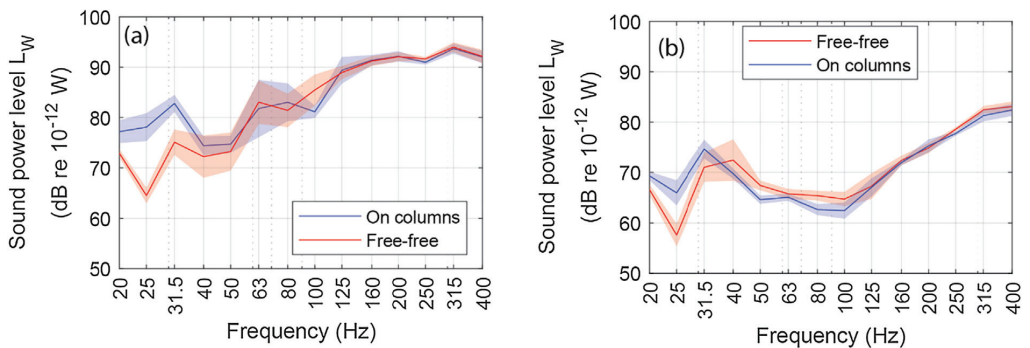 (a)
Sound power level L_W
(dB re 10^-12 W)
100
90
80
70
60
50
On columns
Free-free
20 25 31.5 40 50 63 80 100 125 160 200 250 315 400
Frequency (Hz)
(b)
Sound power level L_W
(dB re 10^-12 W)
100
90
80
70
60
50
Free-free
On columns
20 25 31.5 40 50 63 80 100 125 160 200 250 315 400
Frequency (Hz)